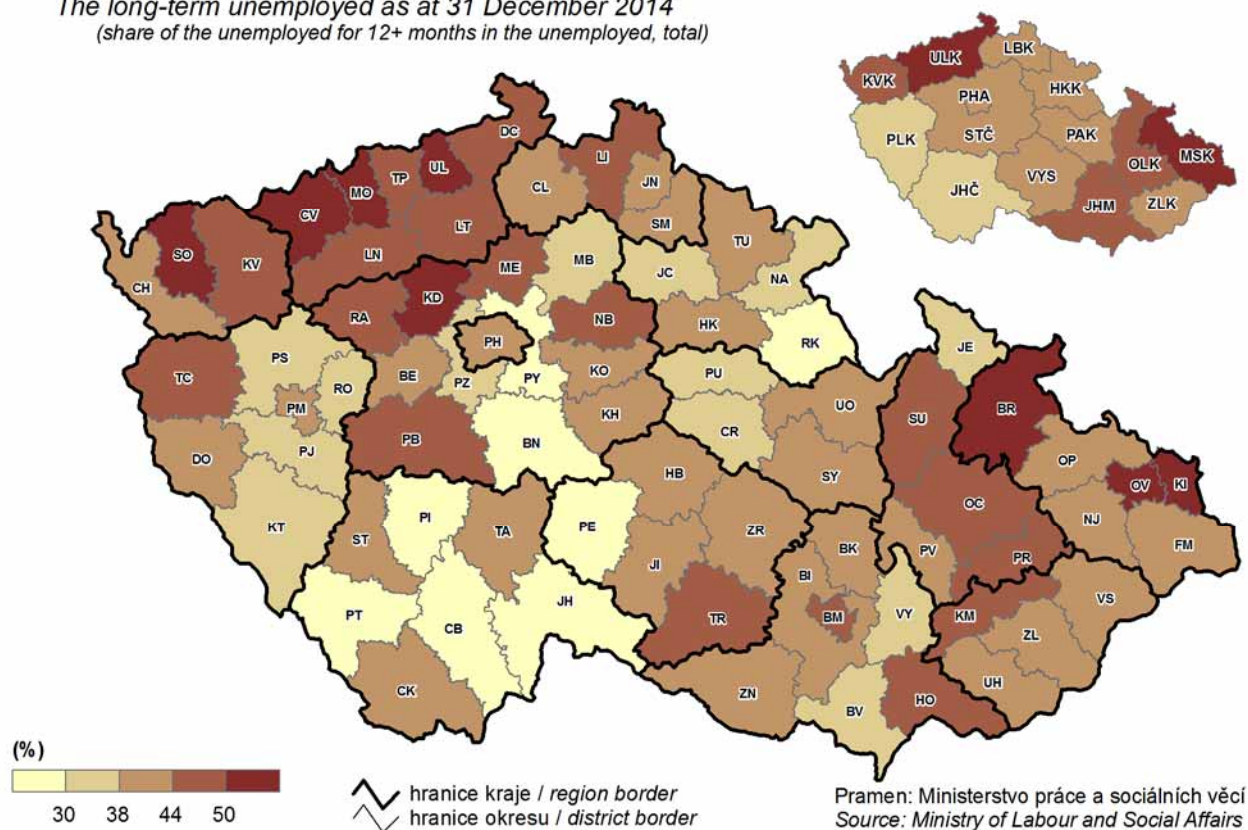 The long-term unemployed as at 31 December 2014
(share of the unemployed for 12+ months in the unemployed, total)
ULK
LBK
KVK
HKK
PHA
STČ
PAK
PLK
MSK
OLK
VYS
JHČ
JHM
ZLK
DC
UL
LI
TP
MO
CL
JN
CV
LT
SM
TU
SO
LN
KV
ME
MB
JC
NA
CH
KD
RA
NB
HK
PH
RK
JE
PS
TC
RO
BE
PZ
PY
KO
PU
PM
KH
UO
BR
SU
PB
BN
CR
PJ
DO
OP
HB
SY
OV
KI
OC
KT
PI
TA
PE
ST
ZR
NJ
FM
BK
PV
PR
JI
BI
VS
JH
PT
CB
TR
BM
VY
KM
ZL
CK
ZN
UH
BV
HO
(%)
30 38 44 50
hranice kraje / region border
hranice okresu / district border
Pramen: Ministerstvo práce a sociálních věcí
Source: Ministry of Labour and Social Affairs